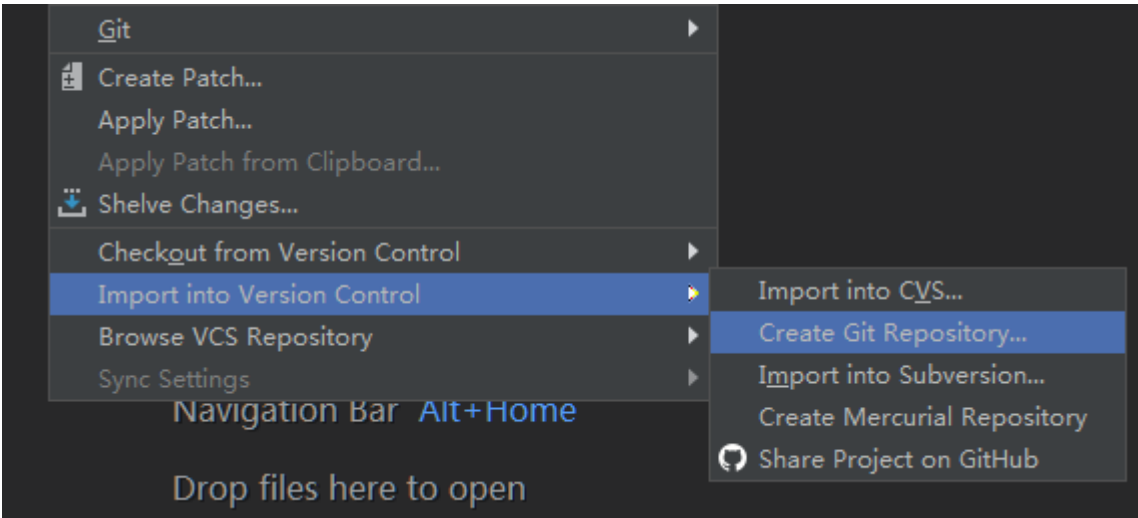 Git
Create Patch...
Apply Patch...
Apply Patch from Clipboard...
Shelve Changes...
Checkout from Version Control
Import into Version Control
Browse VCS Repository
Sync Settings
Import into CVS...
Create Git Repository...
Import into Subversion...
Create Mercurial Repository
Share Project on GitHub
Navigation Bar Alt+Home
Drop files here to open